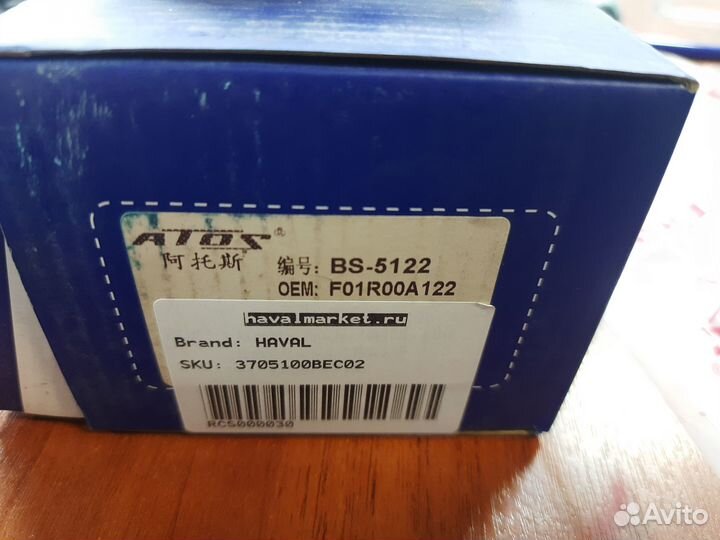 ATOS®
阿托斯
编号: BS-5122
OEM: F01R00A122
havalmarket.ru
Brand: HAVAL
SKU: 3705100BEC02
RCS000030
Avito